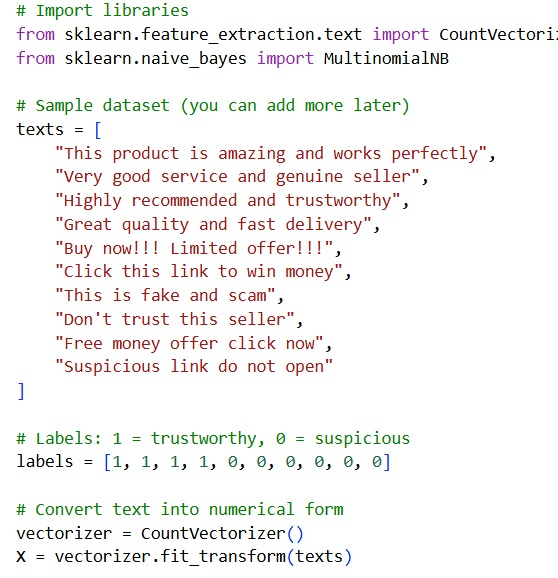 # Import libraries
from sklearn.feature_extraction.text import CountVectori
from sklearn.naive_bayes import MultinomialNB
# Sample dataset (you can add more later)
texts = [
"This product is amazing and works perfectly",
"Very good service and genuine seller",
"Highly recommended and trustworthy",
"Great quality and fast delivery",
"Buy now!!! Limited offer!!!",
"Click this link to win money",
"This is fake and scam",
"Don't trust this seller",
"Free money offer click now",
"Suspicious link do not open"
]
# Labels: 1 = trustworthy, 0 = suspicious
labels = [1, 1, 1, 1, 0, 0, 0, 0, 0, 0]
# Convert text into numerical form
vectorizer = CountVectorizer()
X = vectorizer.fit_transform(texts)